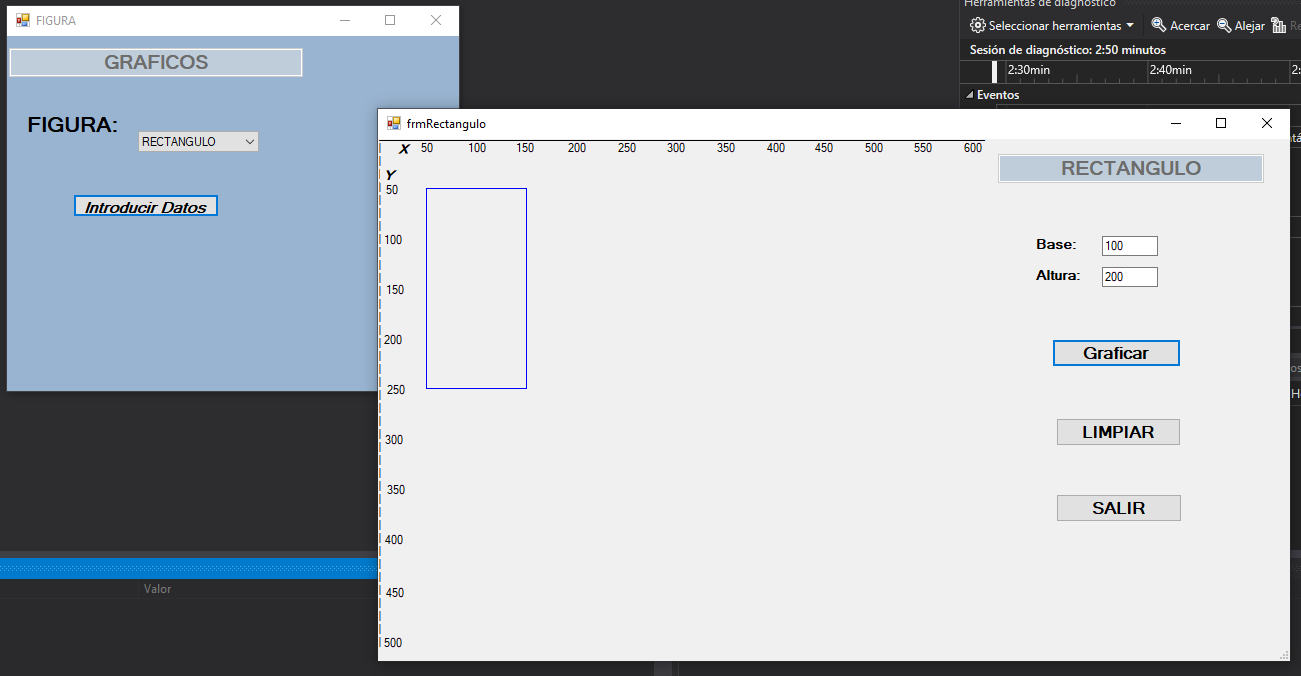 Herramientas de diagnóstico
FIGURA
Seleccionar herramientas
Acercar
Alejar
Re
Sesión de diagnóstico: 2:50 minutos
2:30min
2:40min
2:
Eventos
GRAFICOS
FIGURA:
RECTANGULO
Introducir Datos
frmRectangulo
X 50 100 150 200 250 300 350 400 450 500 550 600
Y
50
100
150
200
250
300
350
400
450
500
RECTANGULO
Base: 100
Altura: 200
Graficar
LIMPIAR
SALIR
Valor